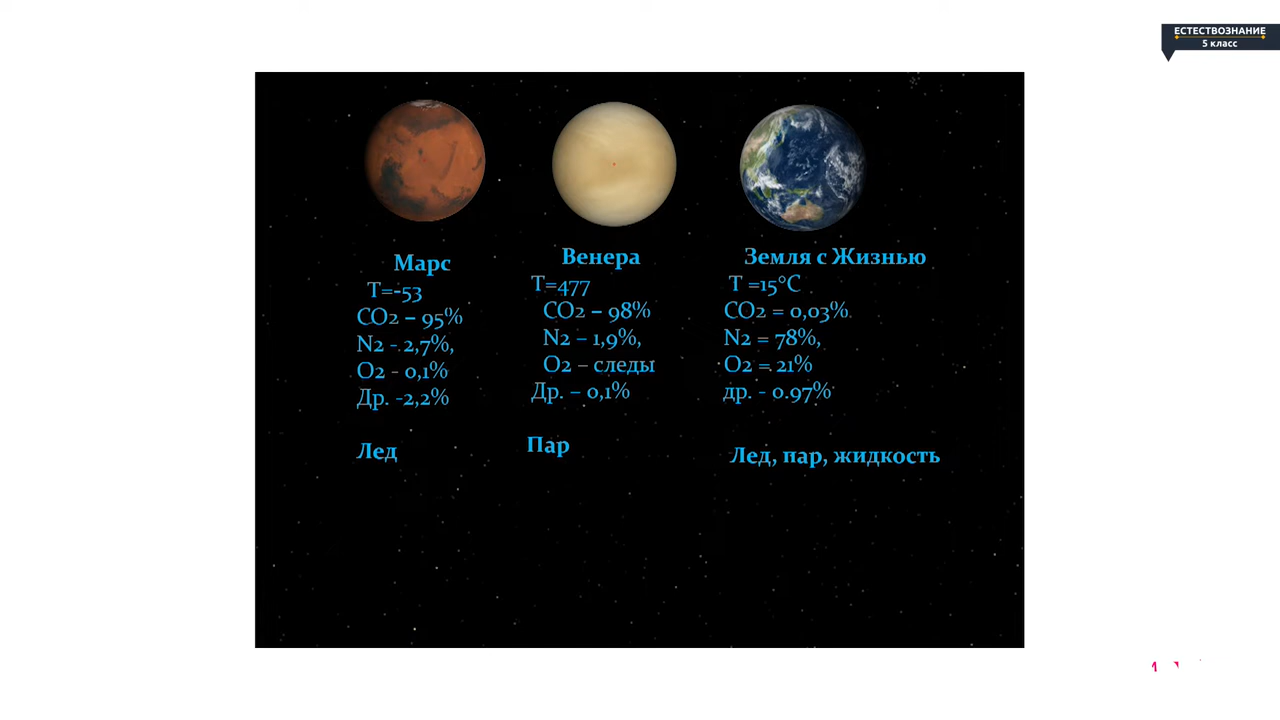 ЕСТЕСТВОЗНАНИЕ
5 класс
Марс
T=-53
CO2 – 95%
N2 - 2,7%,
O2 - 0,1%
Др. -2,2%
Лед
Венера
T=477
CO2 – 98%
N2 – 1,9%,
O2 – следы
Др. – 0,1%
Пар
Земля с Жизнью
T =15°C
CO2 = 0,03%
N2 = 78%,
O2 = 21%
др. - 0.97%
Лед, пар, жидкость